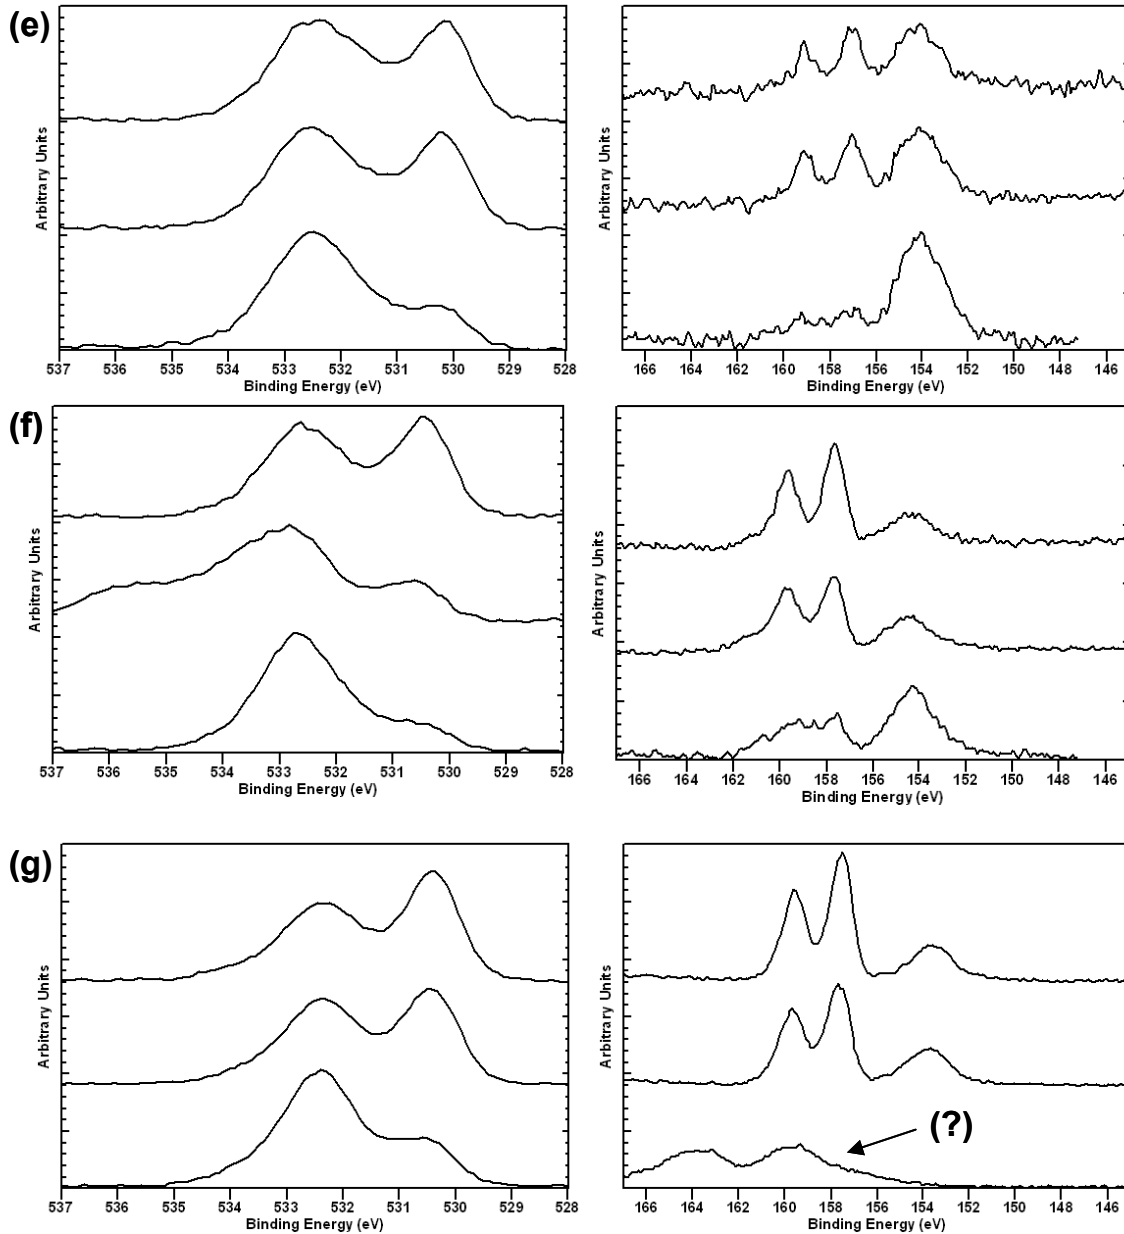 (e)
Arbitrary Units
537 536 535 534 533 532 531 530 529 528
Binding Energy (eV)
Arbitrary Units
166 164 162 160 158 156 154 152 150 148 146
Binding Energy (eV)
(f)
Arbitrary Units
537 536 535 534 533 532 531 530 529 528
Binding Energy (eV)
Arbitrary Units
166 164 162 160 158 156 154 152 150 148 146
Binding Energy (eV)
(g)
Arbitrary Units
537 536 535 534 533 532 531 530 529 528
Binding Energy (eV)
Arbitrary Units
(?)
166 164 162 160 158 156 154 152 150 148 146
Binding Energy (eV)